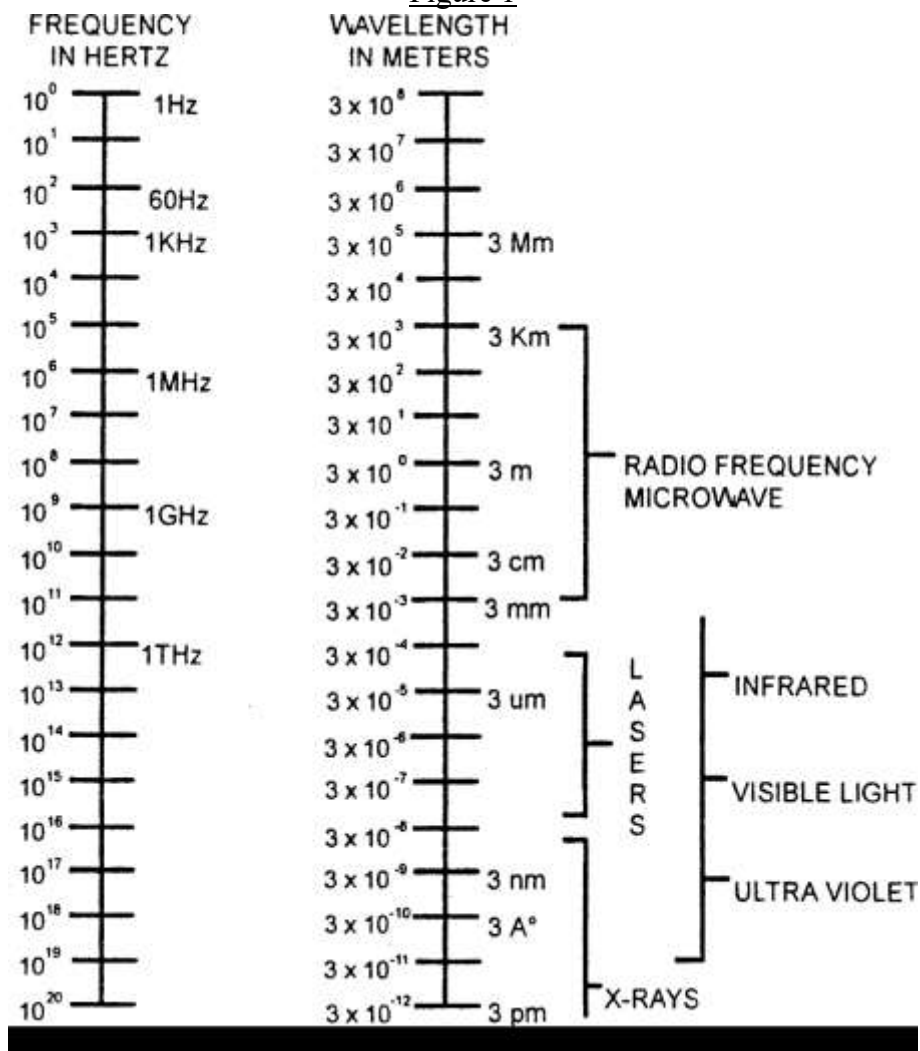 Figure 1
FREQUENCY
IN HERTZ
WAVELENGTH
IN METERS
10⁰ 1Hz 3 x 10⁸
10¹ 3 x 10⁷
10² 60Hz 3 x 10⁶
10³ 1KHz 3 x 10⁵ 3 Mm
10⁴ 3 x 10⁴
10⁵ 3 x 10³ 3 Km
10⁶ 1MHz 3 x 10²
10⁷ 3 x 10¹
10⁸ 3 x 10⁰ 3 m
RADIO FREQUENCY
MICROWAVE
10⁹ 1GHz 3 x 10⁻¹
10¹⁰ 3 x 10⁻² 3 cm
10¹¹ 3 x 10⁻³ 3 mm
10¹² 1THz 3 x 10⁻⁴
10¹³ 3 x 10⁻⁵ 3 um
10¹⁴ 3 x 10⁻⁶
10¹⁵ 3 x 10⁻⁷
10¹⁶ 3 x 10⁻⁸
LASERS
INFRARED
VISIBLE LIGHT
ULTRA VIOLET
10¹⁷ 3 x 10⁻⁹ 3 nm
10¹⁸ 3 x 10⁻¹⁰ 3 A°
10¹⁹ 3 x 10⁻¹¹
10²⁰ 3 x 10⁻¹² 3 pm
X-RAYS